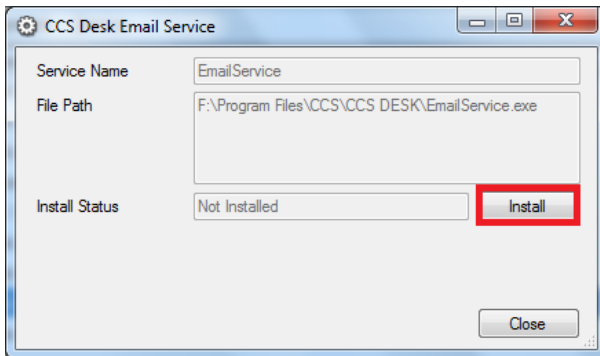 CCS Desk Email Service
Service Name
EmailService
File Path
F:\Program Files\CCS\CCS DESK\EmailService.exe
Install Status
Not Installed
Install
Close